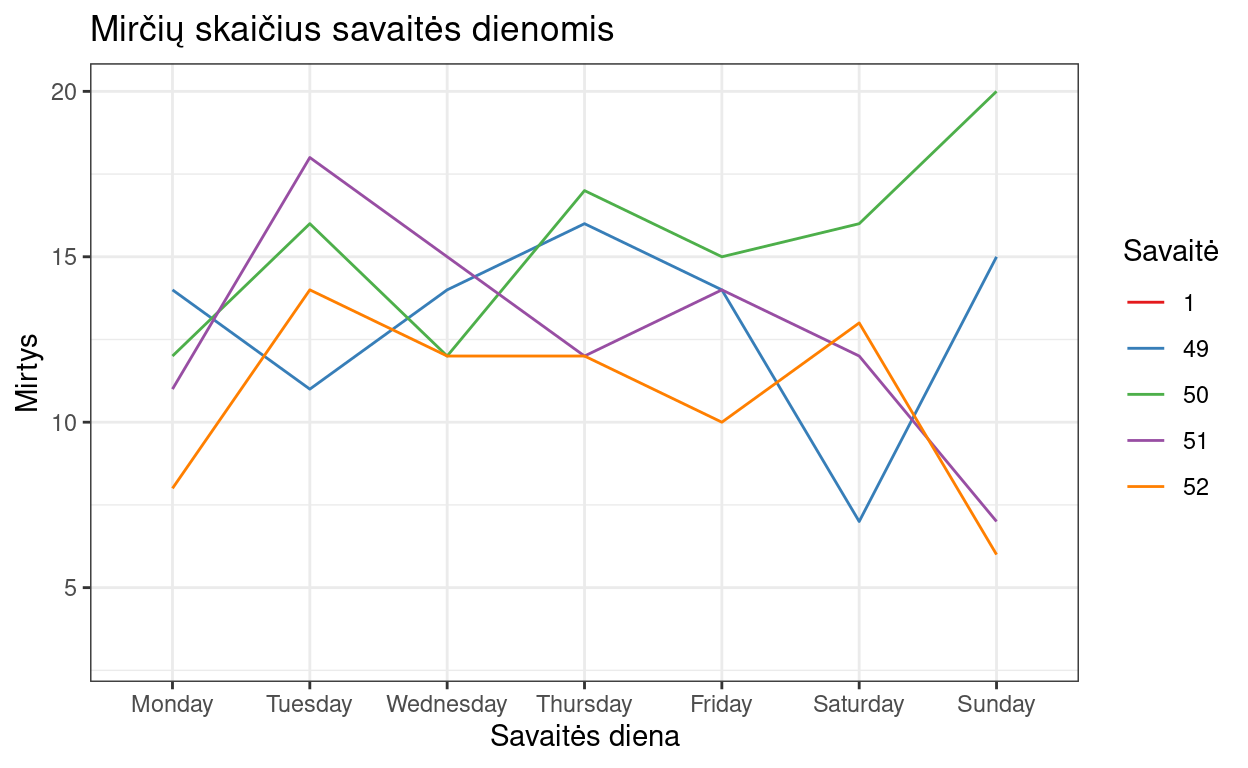 Mirčių skaičius savaitės dienomis
20
15
10
5
Mirtys
Monday Tuesday Wednesday Thursday Friday Saturday Sunday
Savaitės diena
Savaitė
1
49
50
51
52